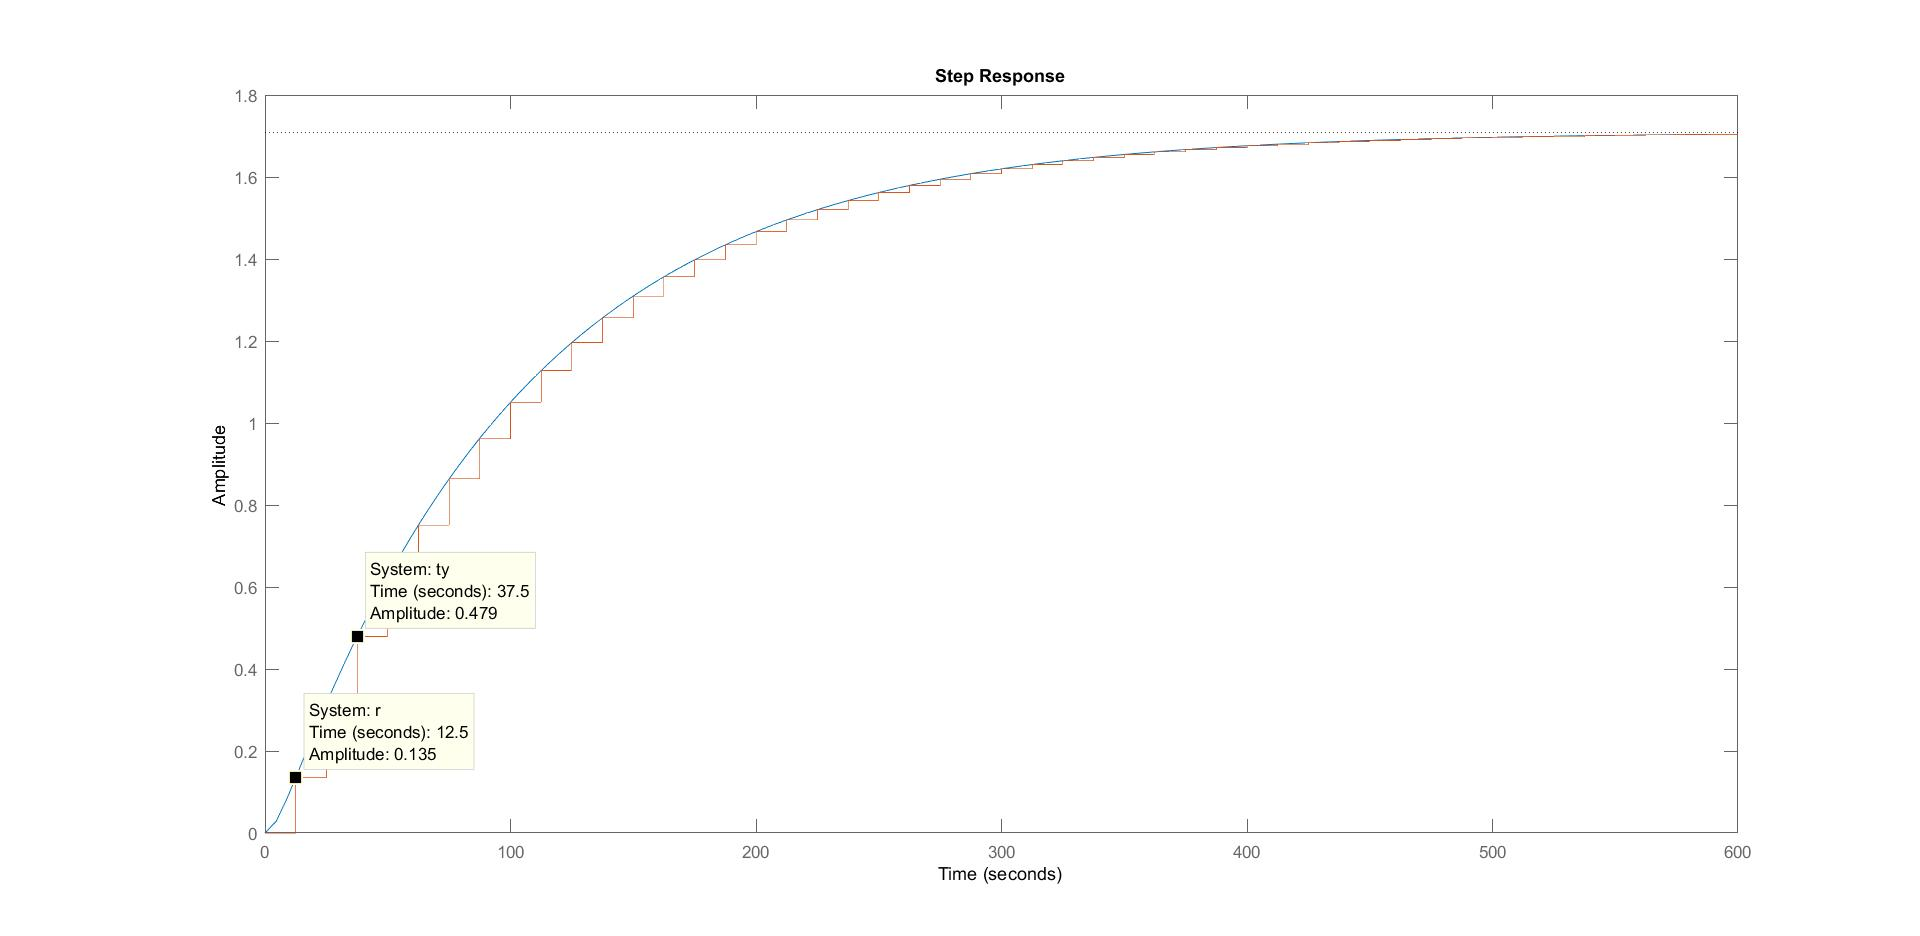 Step Response
1.8
1.6
1.4
1.2
1
0.8
0.6
0.4
0.2
0
Amplitude
System: ty
Time (seconds): 37.5
Amplitude: 0.479
System: r
Time (seconds): 12.5
Amplitude: 0.135
0 100 200 300 400 500 600
Time (seconds)